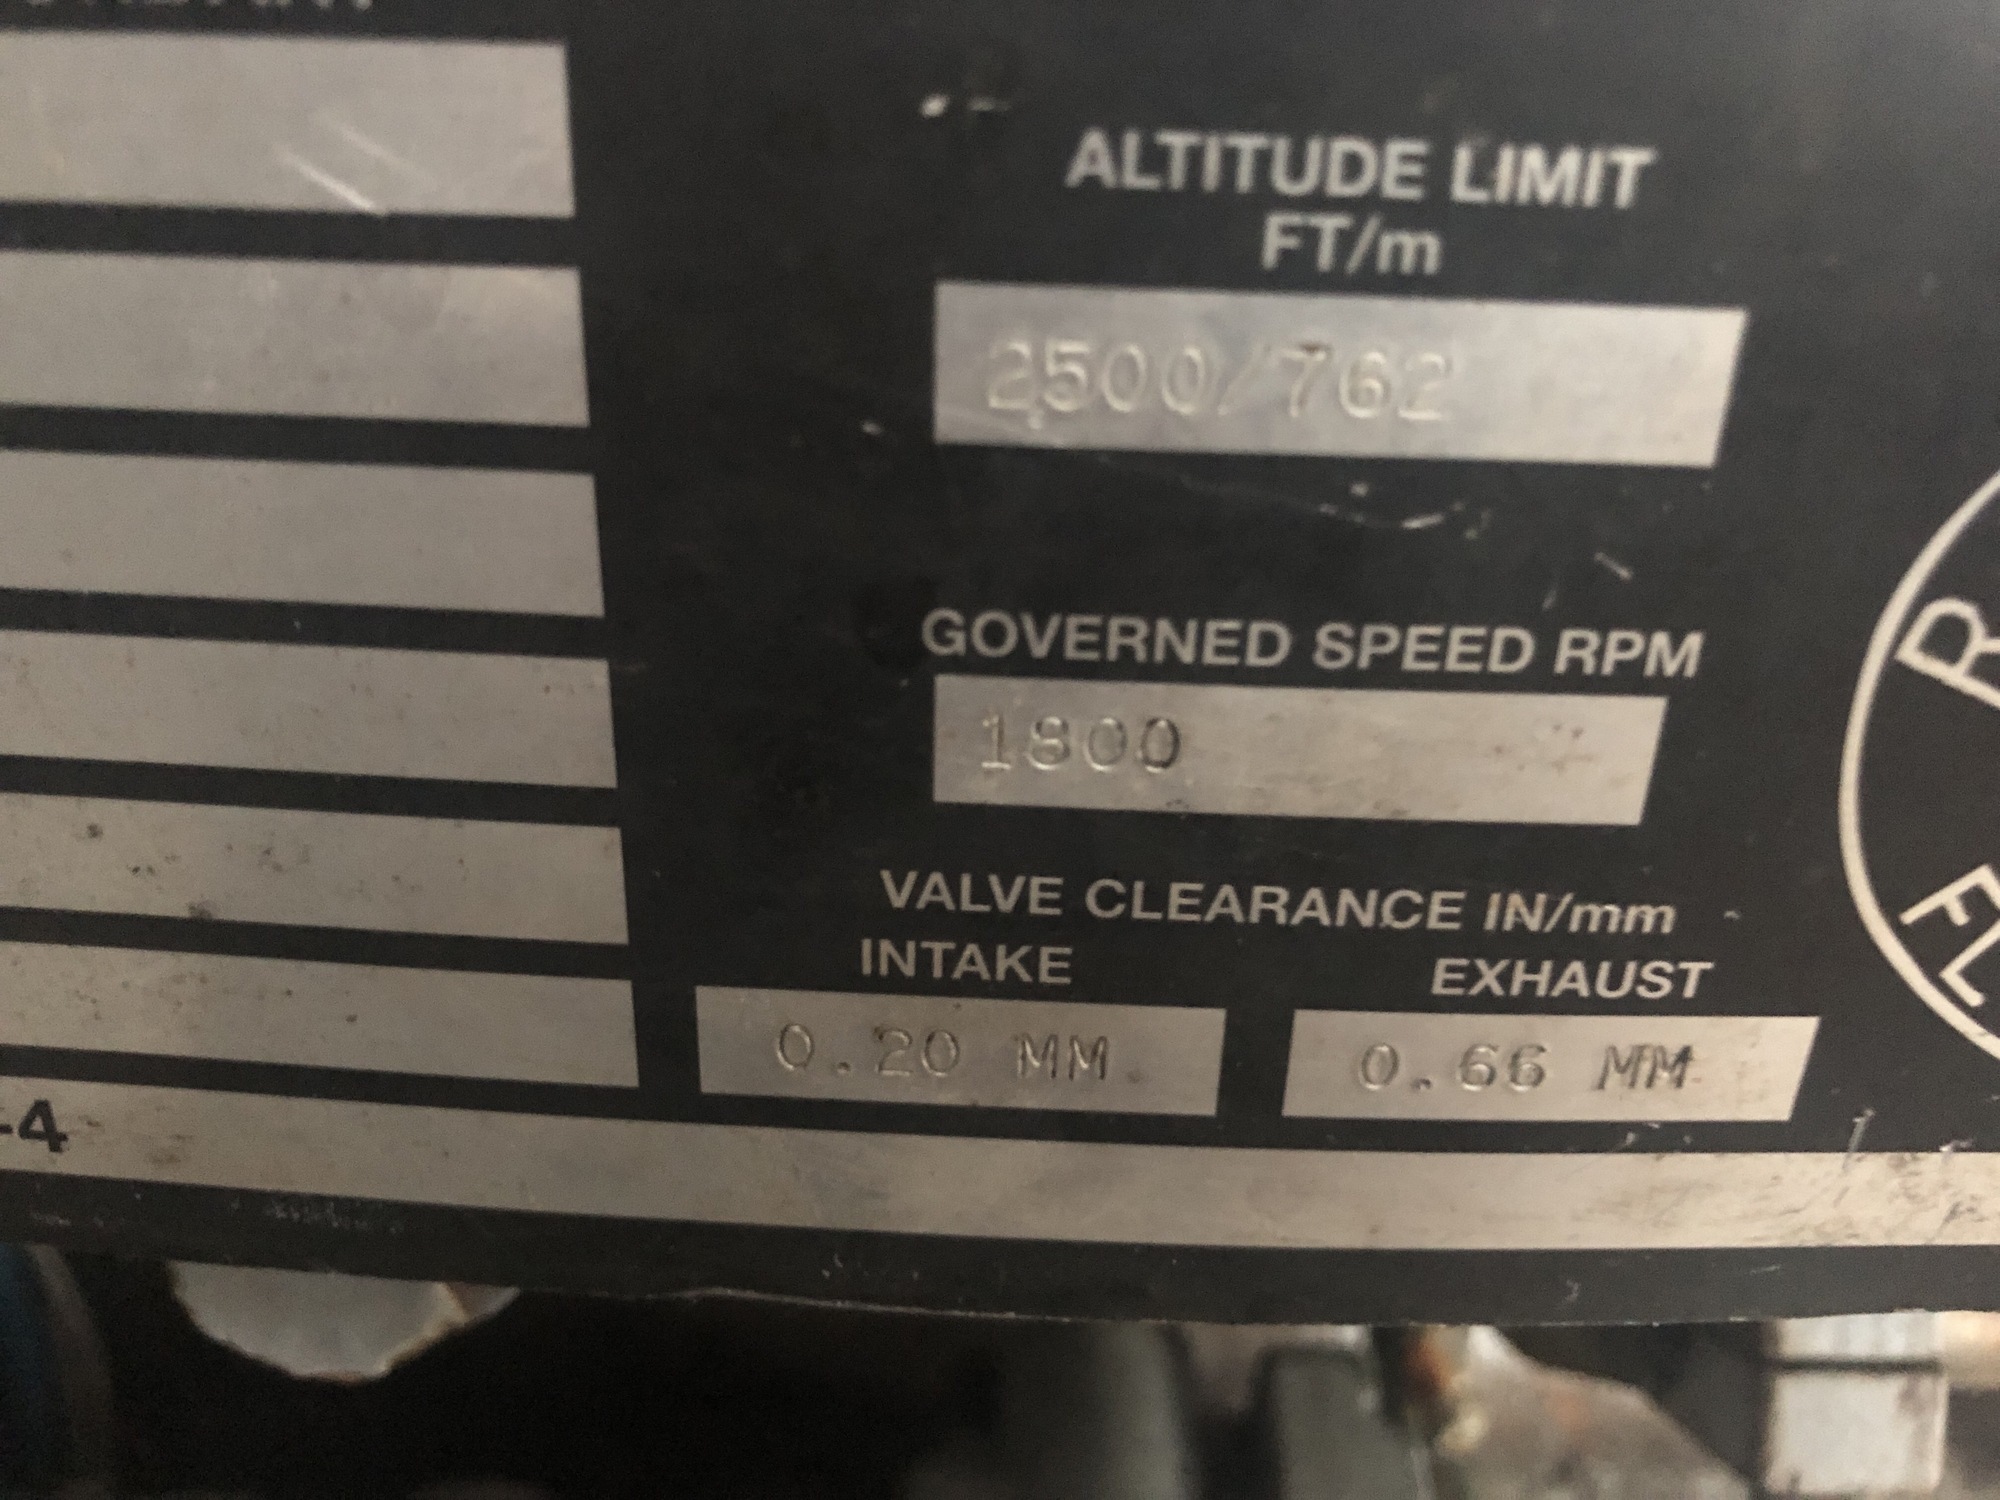 ALTITUDE LIMIT
FT/m
2500/762
GOVERNED SPEED RPM
1800
VALVE CLEARANCE IN/mm
INTAKE
EXHAUST
0.20 MM
0.66 MM
-4
R
FL